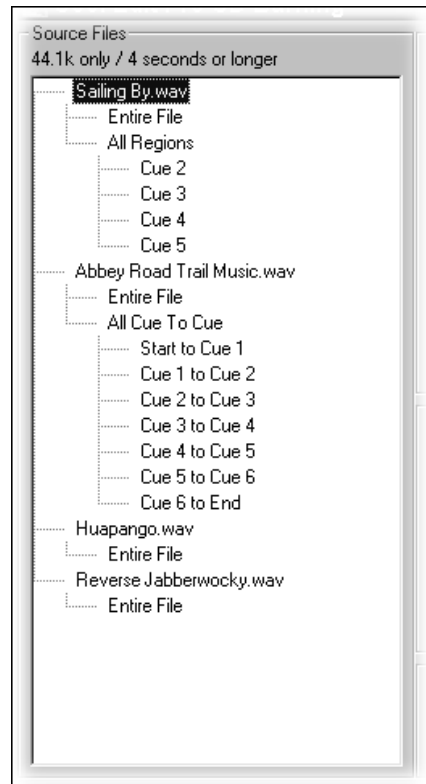 Source Files
44.1k only / 4 seconds or longer
Sailing By.wav
Entire File
All Regions
Cue 2
Cue 3
Cue 4
Cue 5
Abbey Road Trail Music.wav
Entire File
All Cue To Cue
Start to Cue 1
Cue 1 to Cue 2
Cue 2 to Cue 3
Cue 3 to Cue 4
Cue 4 to Cue 5
Cue 5 to Cue 6
Cue 6 to End
Huapango.wav
Entire File
Reverse Jabberwocky.wav
Entire File